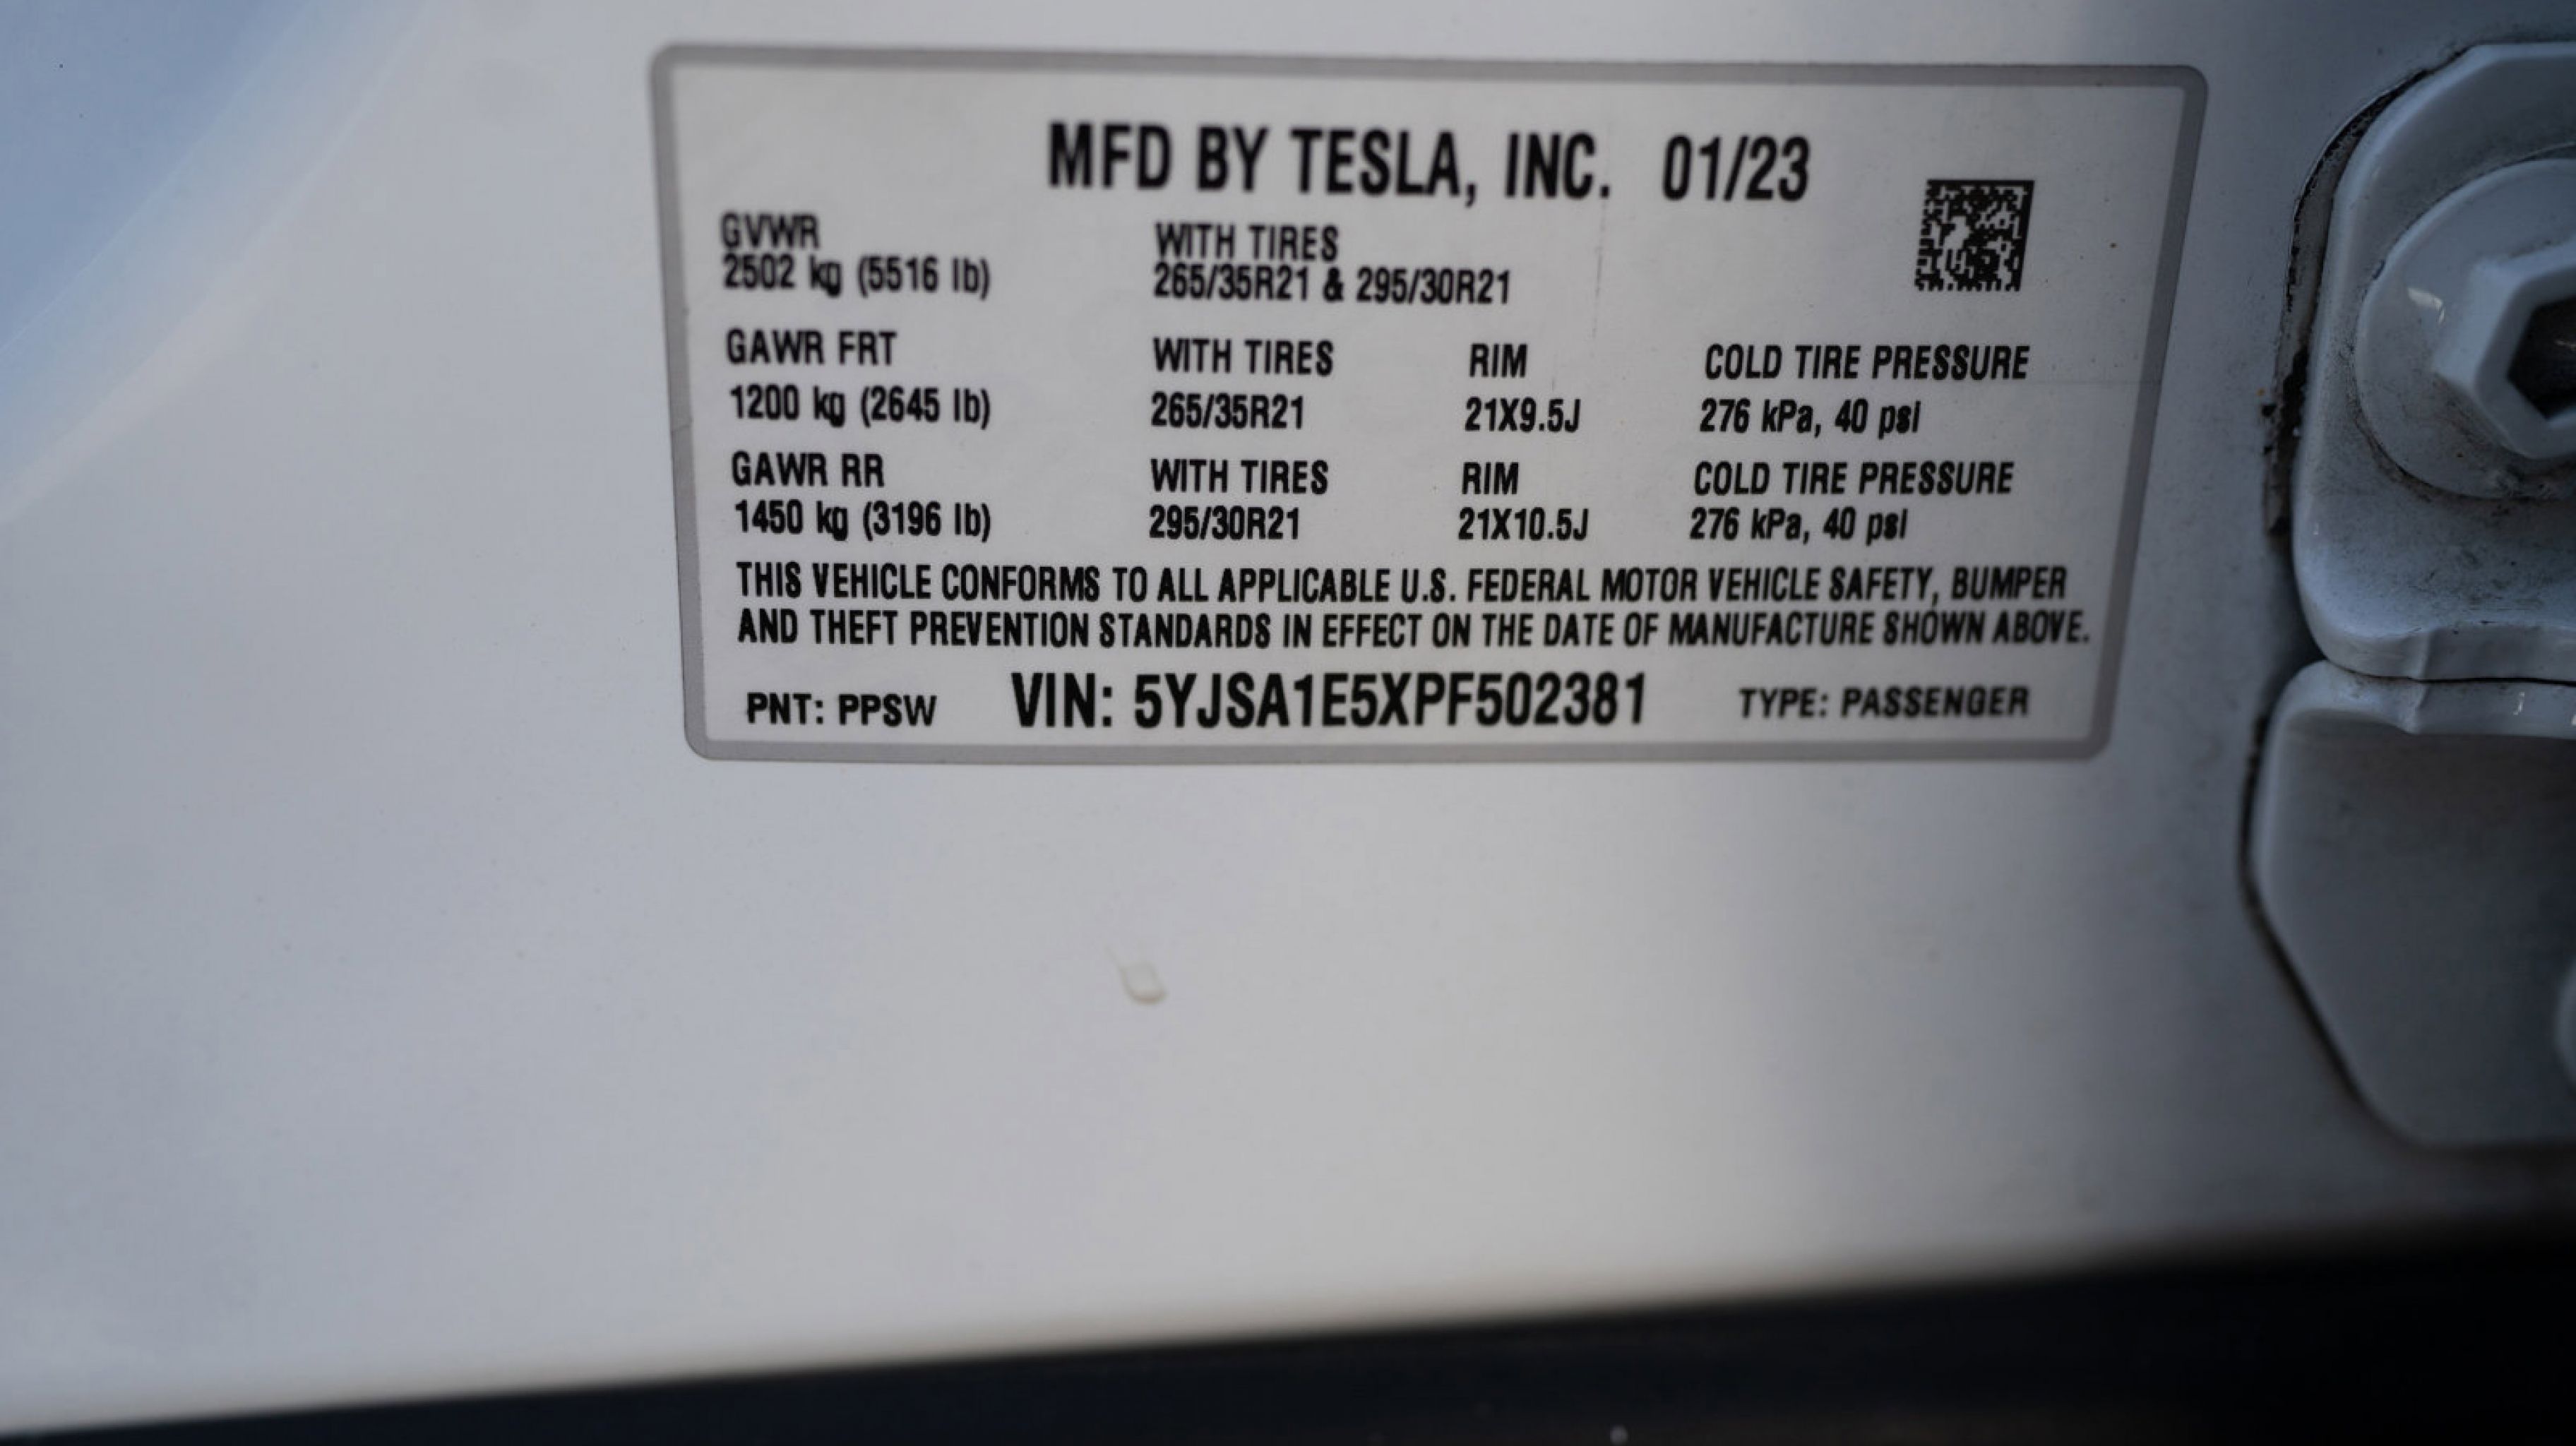 MFD BY TESLA, INC. 01/23
GVWR WITH TIRES
2502 kg (5516 lb) 265/35R21 & 295/30R21
GAWR FRT WITH TIRES RIM COLD TIRE PRESSURE
1200 kg (2645 lb) 265/35R21 21X9.5J 276 kPa, 40 psi
GAWR RR WITH TIRES RIM COLD TIRE PRESSURE
1450 kg (3196 lb) 295/30R21 21X10.5J 276 kPa, 40 psi
THIS VEHICLE CONFORMS TO ALL APPLICABLE U.S. FEDERAL MOTOR VEHICLE SAFETY, BUMPER
AND THEFT PREVENTION STANDARDS IN EFFECT ON THE DATE OF MANUFACTURE SHOWN ABOVE.
PNT: PPSW VIN: 5YJSA1E5XPF502381 TYPE: PASSENGER